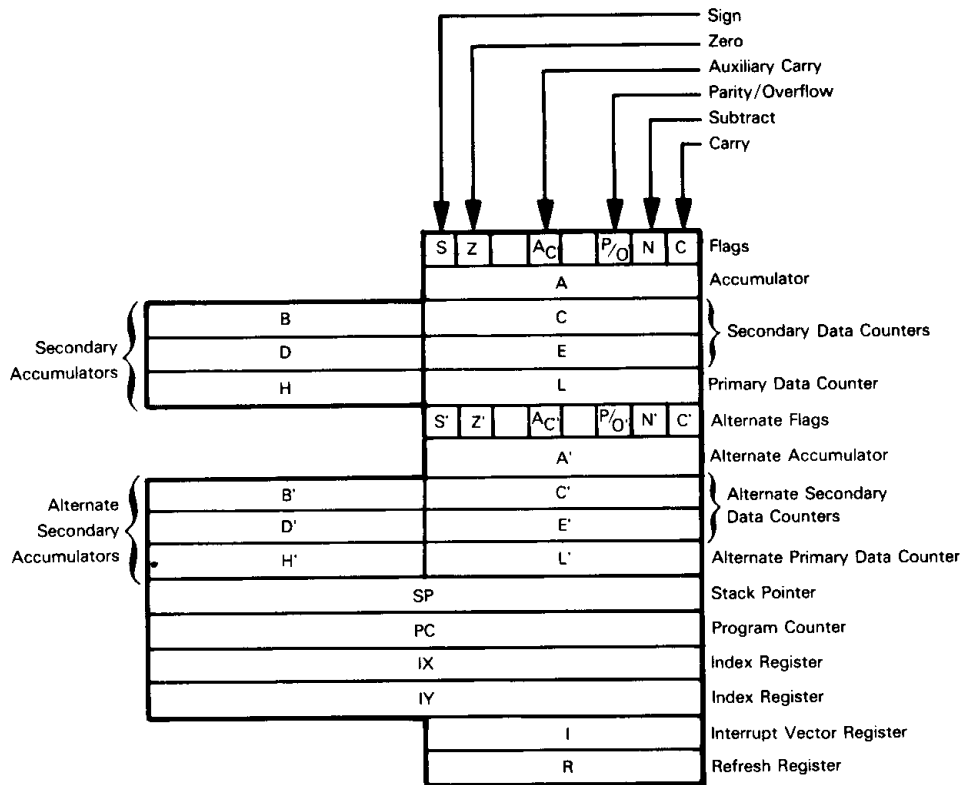 Sign
Zero
Auxiliary Carry
Parity/Overflow
Subtract
Carry
S Z AC P/O N C Flags
A Accumulator
B C
Secondary Data Counters
Secondary Accumulators
D E
H L Primary Data Counter
S' Z' AC' P/O' N' C' Alternate Flags
A' Alternate Accumulator
B' C'
Alternate Secondary Accumulators
Alternate Secondary Data Counters
D' E'
H' L' Alternate Primary Data Counter
SP Stack Pointer
PC Program Counter
IX Index Register
IY Index Register
I Interrupt Vector Register
R Refresh Register